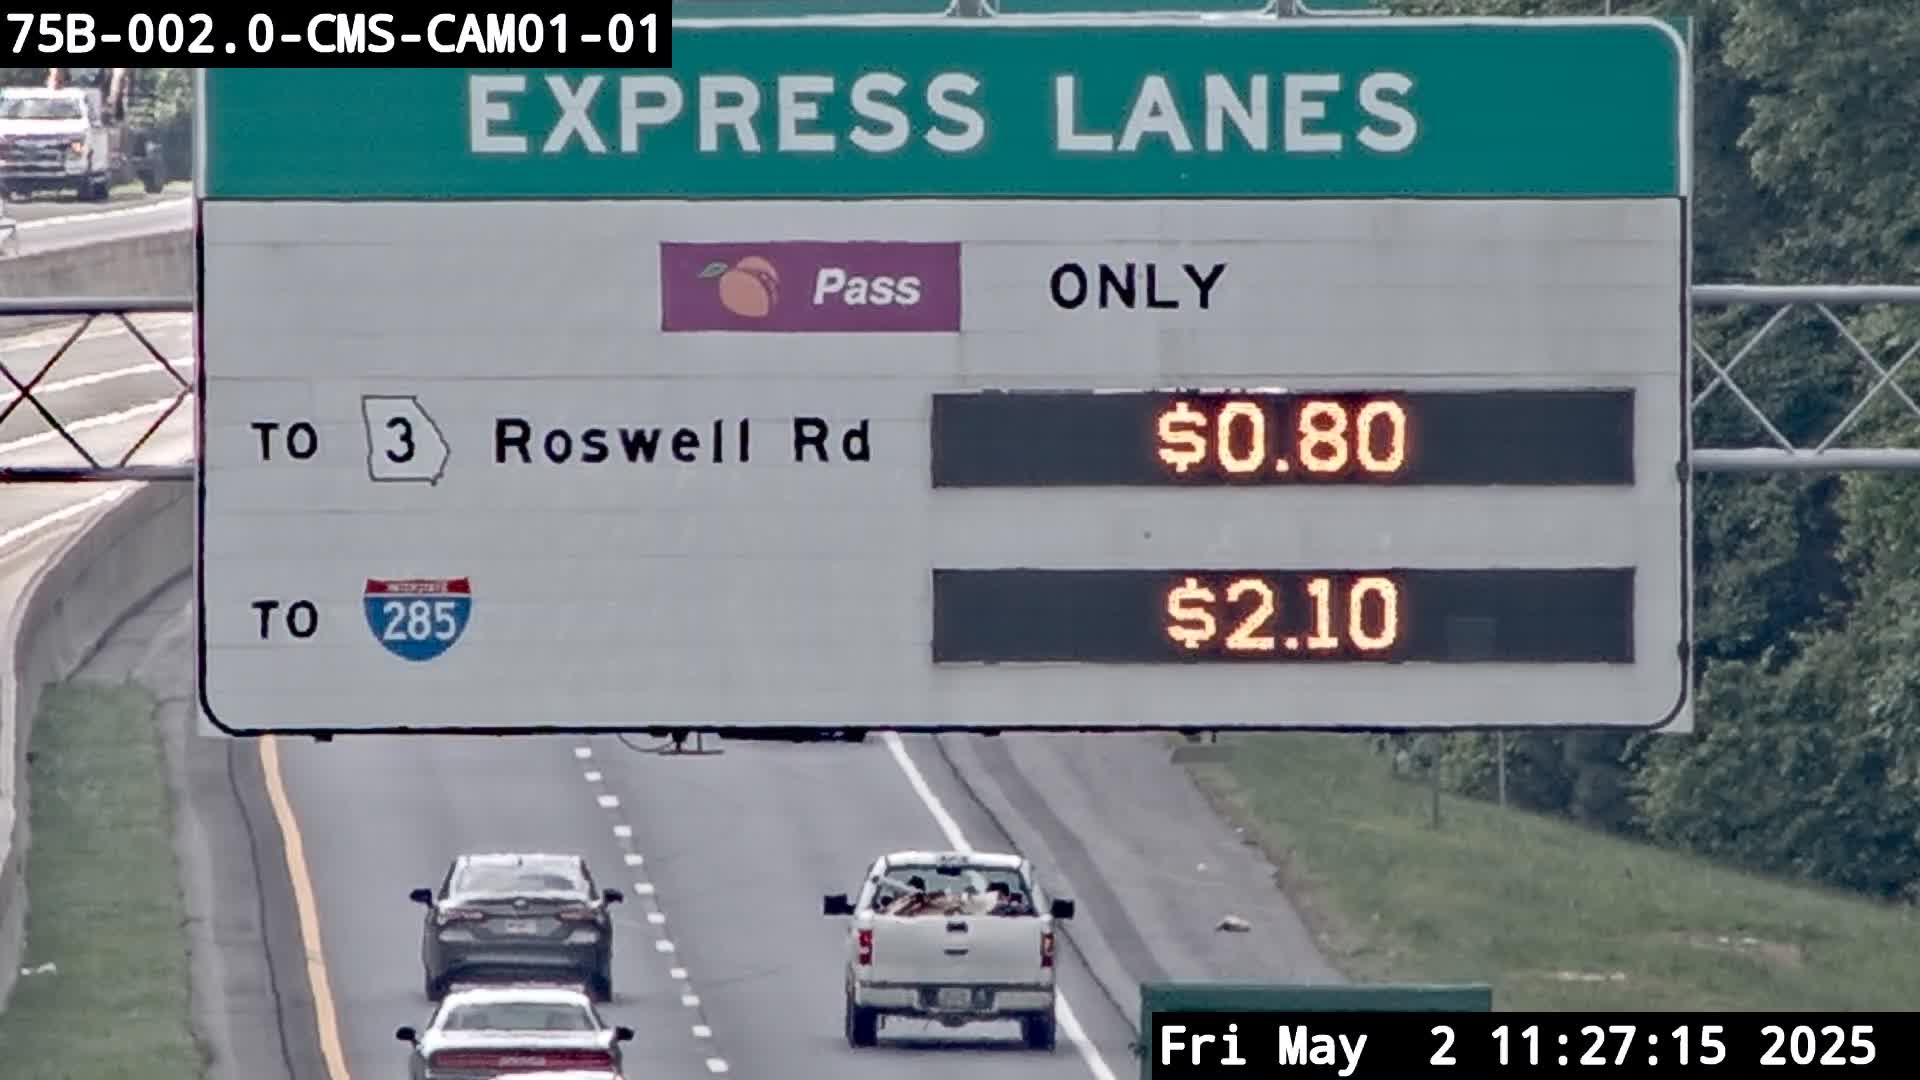 75B-002.0-CMS-CAM01-01
EXPRESS LANES
Pass ONLY
TO 3 Roswell Rd $0.80
TO 285 $2.10
Fri May 2 11:27:15 2025